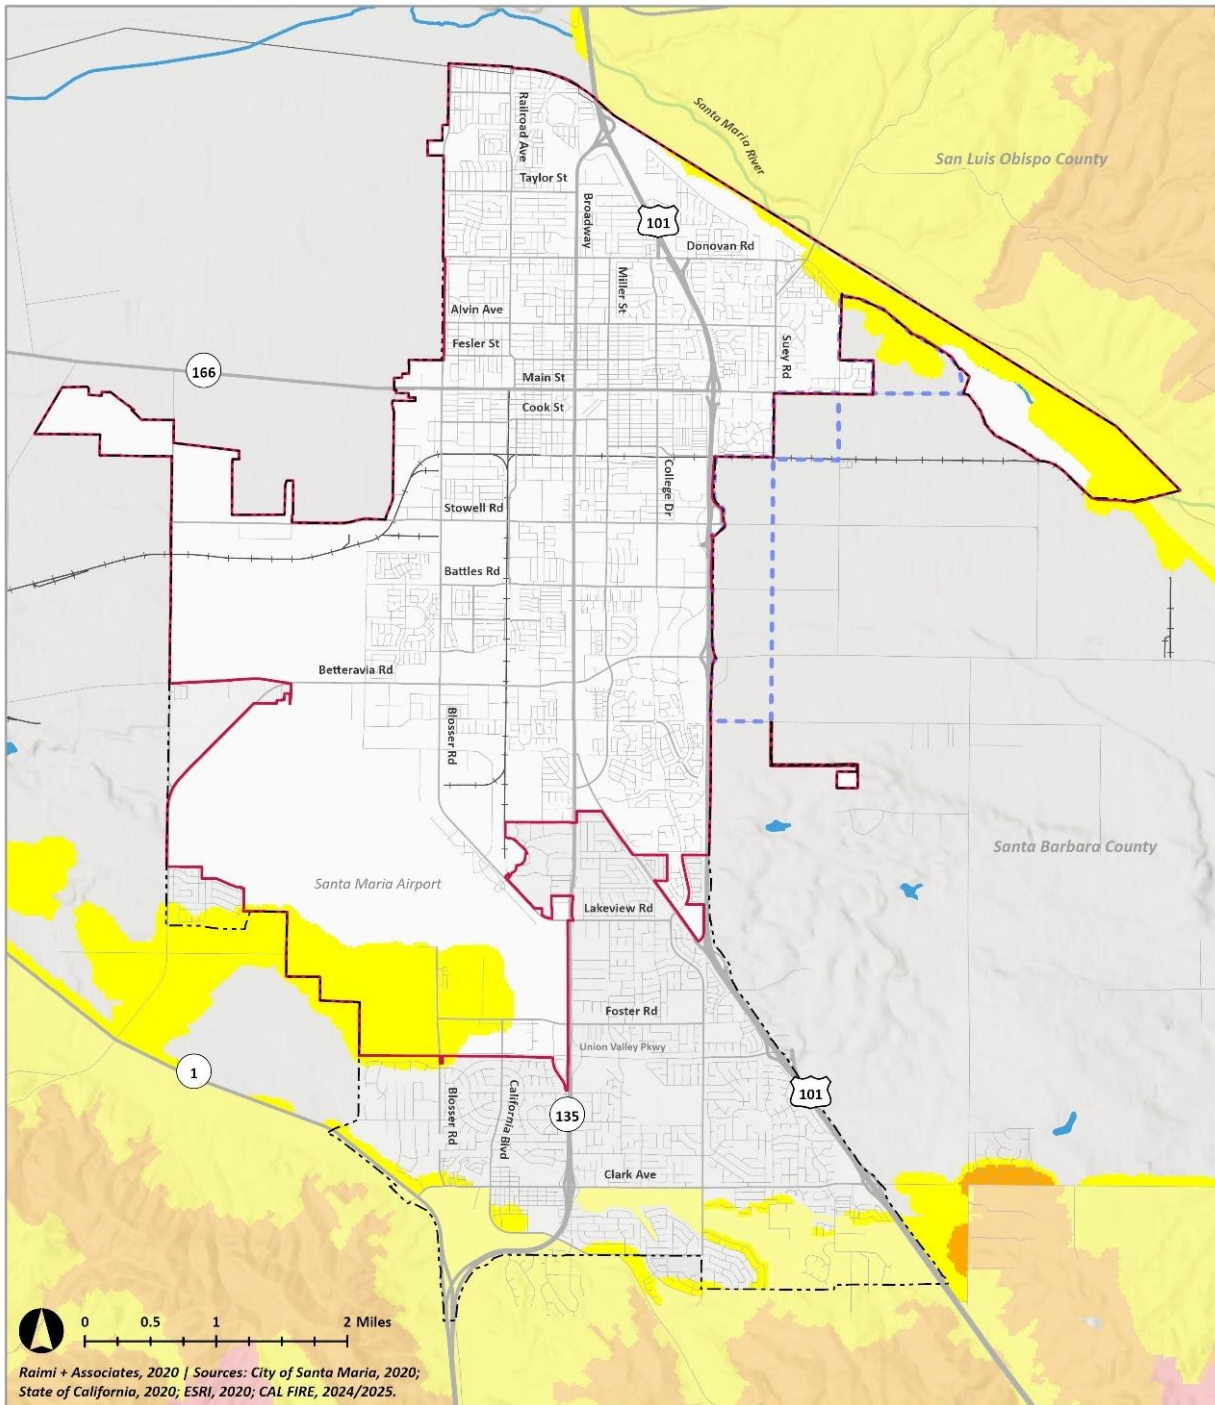 Railroad Ave
Santa Maria River
San Luis Obispo County
Taylor St
Broadway
101
Donovan Rd
Miller St
Alvin Ave
Fesler St
Suey Rd
166
Main St
Cook St
College Dr
Stowell Rd
Battles Rd
Betteravia Rd
Blosser Rd
Santa Barbara County
Santa Maria Airport
Lakeview Rd
Foster Rd
Union Valley Pkwy
1
101
Blosser Rd
California Blvd
135
Clark Ave
0 0.5 1 2 Miles
Raimi + Associates, 2020 | Sources: City of Santa Maria, 2020;
State of California, 2020; ESRI, 2020; CAL FIRE, 2024/2025.